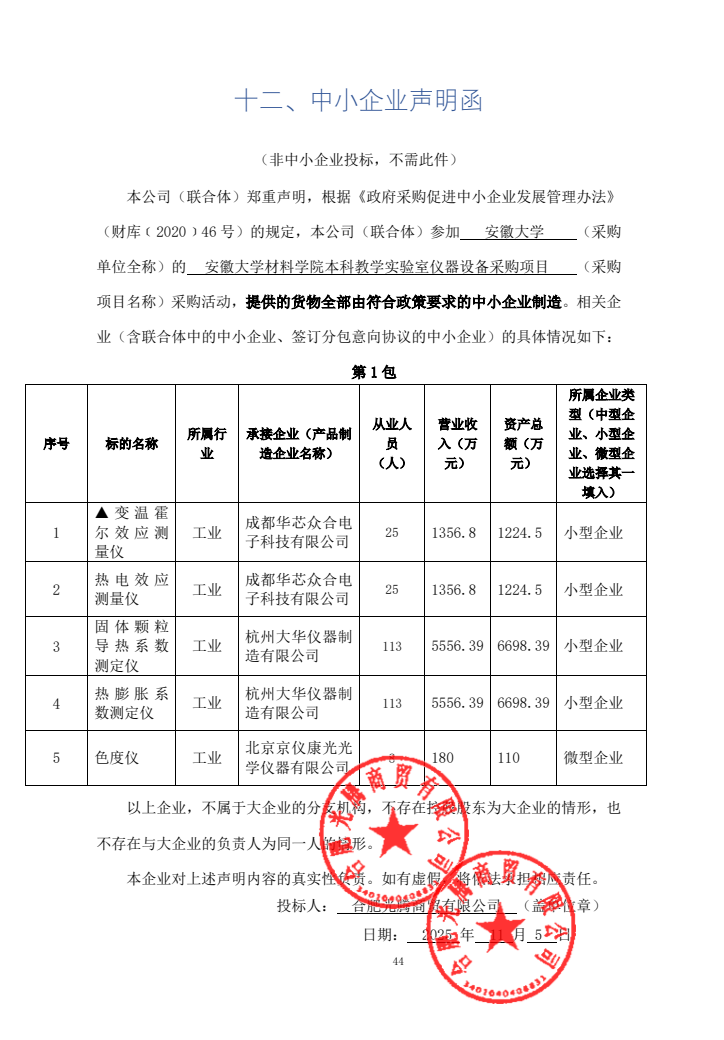 十二、中小企业声明函
（非中小企业投标，不需此件）
本公司（联合体）郑重声明，根据《政府采购促进中小企业发展管理办法》
（财库﹝2020﹞46 号）的规定，本公司（联合体）参加 安徽大学 （采购
单位全称）的 安徽大学材料学院本科教学实验室仪器设备采购项目 （采购
项目名称）采购活动，提供的货物全部由符合政策要求的中小企业制造。相关企
业（含联合体中的中小企业、签订分包意向协议的中小企业）的具体情况如下：
第 1 包
序号 标的名称 所属行业 承接企业（产品制造企业名称） 从业人员（人） 营业收入（万元） 资产总额（万元） 所属企业类型（中型企业、小型企业、微型企业选择其一填入）
1 ▲变温霍尔效应测量仪 工业 成都华芯众合电子科技有限公司 25 1356.8 1224.5 小型企业
2 热电效应测量仪 工业 成都华芯众合电子科技有限公司 25 1356.8 1224.5 小型企业
3 固体颗粒导热系数测定仪 工业 杭州大华仪器制造有限公司 113 5556.39 6698.39 小型企业
4 热膨胀系数测定仪 工业 杭州大华仪器制造有限公司 113 5556.39 6698.39 小型企业
5 色度仪 工业 北京京仪康光光学仪器有限公司 3 180 110 微型企业
以上企业，不属于大企业的分支机构，不存在控股股东为大企业的情形，也
不存在与大企业的负责人为同一人的情形。
本企业对上述声明内容的真实性负责。如有虚假，将依法承担相应责任。
投标人： 合肥光腾商贸有限公司 （盖单位章）
日期： 2025 年 11 月 5 日
合肥光腾商贸有限公司
合肥光腾商贸有限公司
3401040408831
44